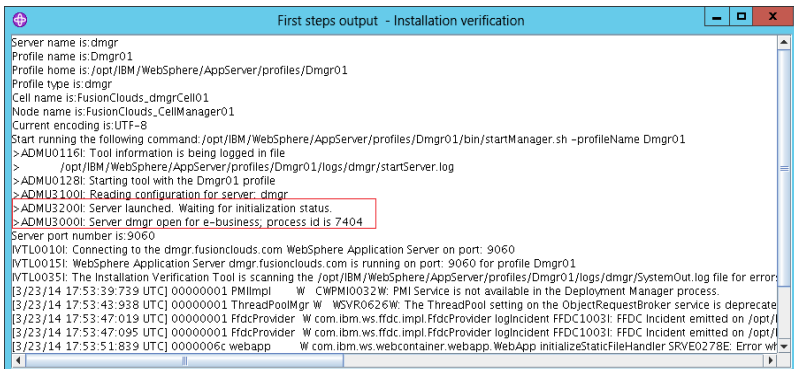 First steps output - Installation verification
Server name is:dmgr
Profile name is:Dmgr01
Profile home is:/opt/IBM/WebSphere/AppServer/profiles/Dmgr01
Profile type is:dmgr
Cell name is:FusionClouds_dmgrCell01
Node name is:FusionClouds_CellManager01
Current encoding is:UTF-8
Start running the following command:/opt/IBM/WebSphere/AppServer/profiles/Dmgr01/bin/startManager.sh -profileName Dmgr01
>ADMU0116I: Tool information is being logged in file
> /opt/IBM/WebSphere/AppServer/profiles/Dmgr01/logs/dmgr/startServer.log
>ADMU0128I: Starting tool with the Dmgr01 profile
>ADMU3100I: Reading configuration for server: dmgr
>ADMU3200I: Server launched. Waiting for initialization status.
>ADMU3000I: Server dmgr open for e-business; process id is 7404
Server port number is:9060
IVTL0010I: Connecting to the dmgr.fusionclouds.com WebSphere Application Server on port: 9060
IVTL0015I: WebSphere Application Server dmgr.fusionclouds.com is running on port: 9060 for profile Dmgr01
IVTL0035I: The Installation Verification Tool is scanning the /opt/IBM/WebSphere/AppServer/profiles/Dmgr01/logs/dmgr/SystemOut.log file for errors
[3/23/14 17:53:39:739 UTC] 00000001 PMIImpl W CWPMI0032W: PMI Service is not available in the Deployment Manager process.
[3/23/14 17:53:43:938 UTC] 00000001 ThreadPoolMgr W WSVR0626W: The ThreadPool setting on the ObjectRequestBroker service is deprecate
[3/23/14 17:53:47:019 UTC] 00000001 FfdcProvider W com.ibm.ws.ffdc.impl.FfdcProvider logIncident FFDC1003I: FFDC Incident emitted on /opt/I
[3/23/14 17:53:47:095 UTC] 00000001 FfdcProvider W com.ibm.ws.ffdc.impl.FfdcProvider logIncident FFDC1003I: FFDC Incident emitted on /opt/I
[3/23/14 17:53:51:839 UTC] 0000006c webapp W com.ibm.ws.webcontainer.webapp.WebApp initializeStaticFileHandler SRVE0278E: Error wh